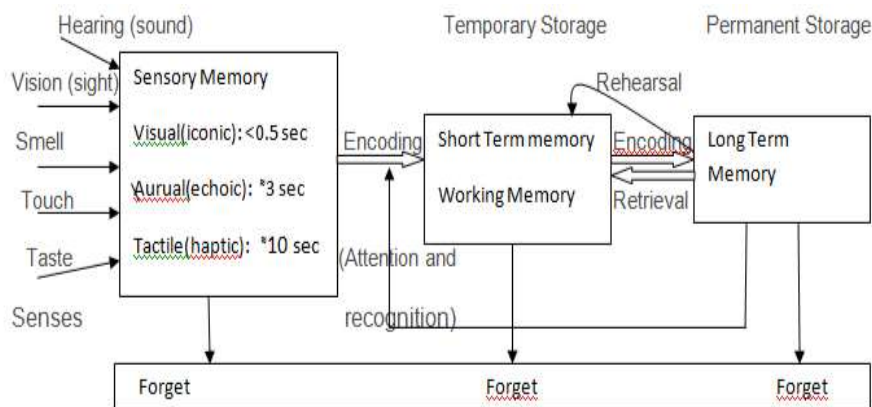 Hearing (sound)
Temporary Storage
Permanent Storage
Vision (sight)
Smell
Touch
Taste
Senses
Sensory Memory
Visual(iconic): <0.5 sec
Aurual(echoic): *3 sec
Tactile(haptic): *10 sec
Encoding
(Attention and
recognition)
Short Term memory
Working Memory
Rehearsal
Encoding
Retrieval
Long Term
Memory
Forget
Forget
Forget